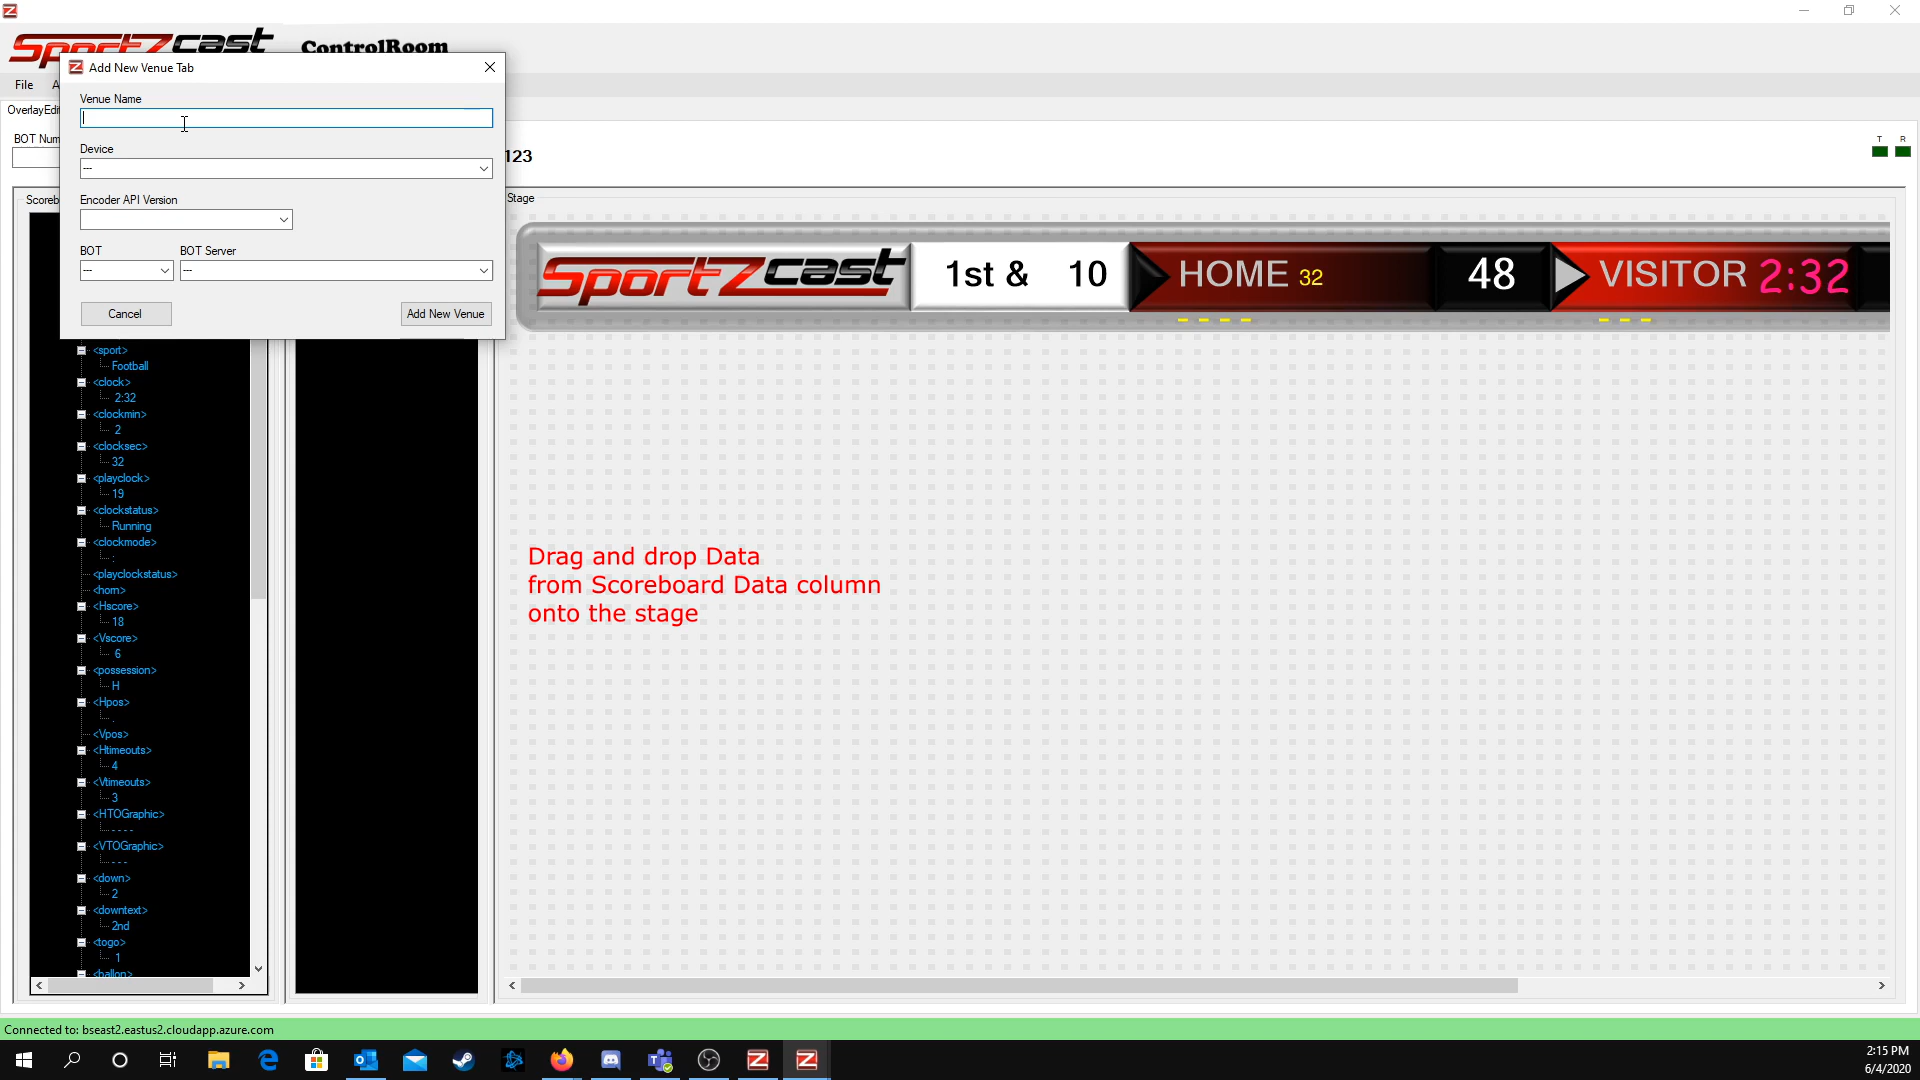 SportZcast
ControlRoom
Add New Venue Tab
File
A
OverlayEdi
Venue Name
BOT Num
Device
---
123
T R
Encoder API Version
Scoreb
Stage
BOT
BOT Server
---
---
Cancel
Add New Venue
SportZcast
1st & 10
HOME 32
48
VISITOR 2:32
- - - -
- - -
<sport>
Football
<clock>
2:32
<clockmin>
2
<clocksec>
32
<playclock>
19
<clockstatus>
Running
<clockmode>
:
<playclockstatus>
<horn>
<Hscore>
18
<Vscore>
6
<possession>
H
<Hpos>
.
<Vpos>
<Htimeouts>
4
<Vtimeouts>
3
<HTOGraphic>
- - - -
<VTOGraphic>
- - -
<down>
2
<downtext>
2nd
<togo>
1
<ballon>
Drag and drop Data
from Scoreboard Data column
onto the stage
Connected to: bseast2.eastus2.cloudapp.azure.com
2:15 PM
6/4/2020